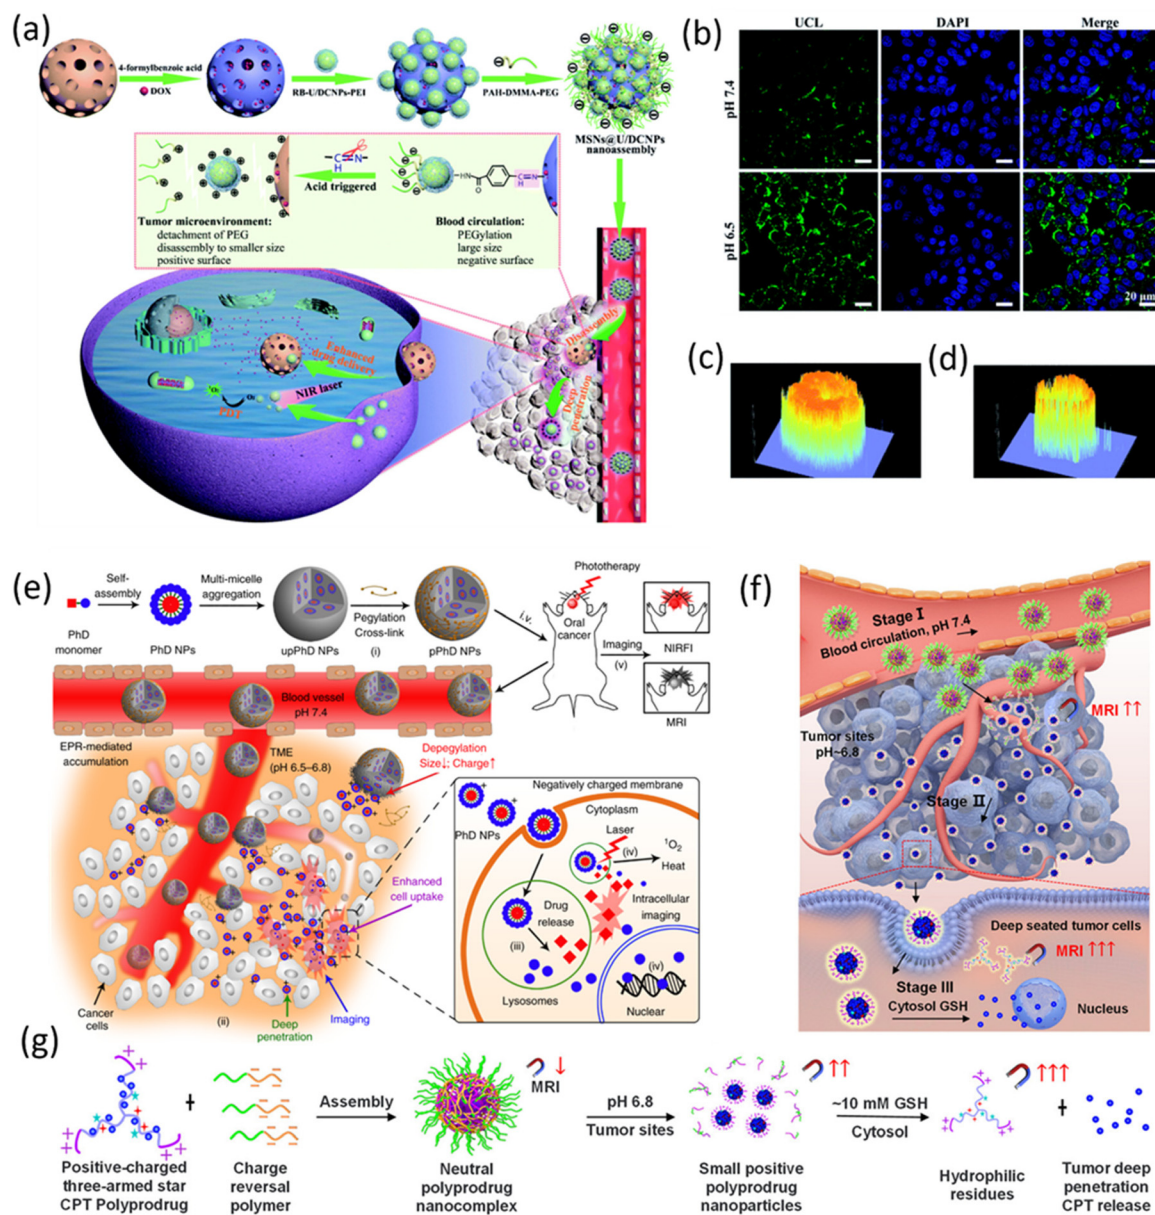 (a)
4-formylbenzoic acid
DOX
RB-U/DCNPs-PEI
PAH-DMMA-PEG
MSNs@U/DCNPs
nanoassembly
C=N
H
Acid triggered
HN
O
C=N
H
Tumor microenvironment:
detachment of PEG
disassembly to smaller size
positive surface
Blood circulation:
PEGylation
large size
negative surface
Disassembly
Deep
penetration
Enhanced
drug delivery
NIR laser
¹O₂
O₂
PDT
(b)
UCL
DAPI
Merge
pH 7.4
pH 6.5
20 μm
(c)
(d)
(e)
Self-
assembly
Multi-micelle
aggregation
Pegylation
Cross-link
(i)
PhD
monomer
PhD NPs
upPhD NPs
pPhD NPs
i.v.
Phototherapy
Oral
cancer
Imaging
(v)
NIRFI
MRI
Blood vessel
pH 7.4
EPR-mediated
accumulation
TME
(pH 6.5–6.8)
Depegylation
Size↓; Charge↑
Negatively charged membrane
PhD NPs
Cytoplasm
Laser
(iv)
¹O₂
Heat
Enhanced
cell uptake
Drug
release
(iii)
Intracellular
imaging
Lysosomes
(iv)
Nuclear
Cancer
cells
(ii)
Deep
penetration
Imaging
(f)
Stage I
Blood circulation, pH 7.4
MRI ↑↑
Tumor sites
pH~6.8
Stage II
Deep seated tumor cells
MRI ↑↑↑
Stage III
Cytosol GSH
Nucleus
(g)
+
Assembly
MRI ↓
pH 6.8
Tumor sites
↑↑
~10 mM GSH
Cytosol
↑↑↑
+
Positive-charged
three-armed star
CPT Polyprodrug
Charge
reversal
polymer
Neutral
polyprodrug
nanocomplex
Small positive
polyprodrug
nanoparticles
Hydrophilic
residues
Tumor deep
penetration
CPT release